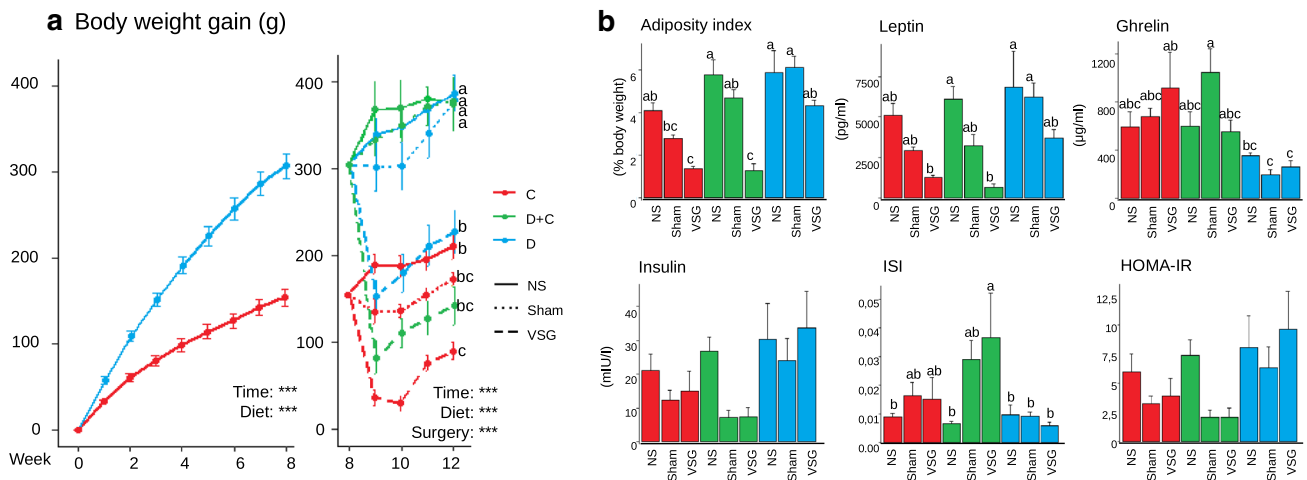 a Body weight gain (g)
400
300
200
100
0
Time: ***
Diet: ***
Week
0 2 4 6 8
400
300
200
100
0
a
a
a
a
b
b
bc
bc
c
Time: ***
Diet: ***
Surgery: ***
8 10 12
C
D+C
D
NS
Sham
VSG
b
Adiposity index
(% body weight)
6
4
2
0
ab bc c a ab c a a ab
NS Sham VSG NS Sham VSG NS Sham VSG
Leptin
(pg/ml)
7500
5000
2500
0
a ab b a ab b a a ab
NS Sham VSG NS Sham VSG NS Sham VSG
Ghrelin
(µg/ml)
1200
800
400
0
abc abc ab abc a abc bc c c
NS Sham VSG NS Sham VSG NS Sham VSG
Insulin
(mIU/l)
40
30
20
10
0
NS Sham VSG NS Sham VSG NS Sham VSG
ISI
0,05
0,04
0,03
0,02
0,01
0.00
b ab ab b ab a b b b
NS Sham VSG NS Sham VSG NS Sham VSG
HOMA-IR
12,5
10
7,5
5
2,5
0
NS Sham VSG NS Sham VSG NS Sham VSG